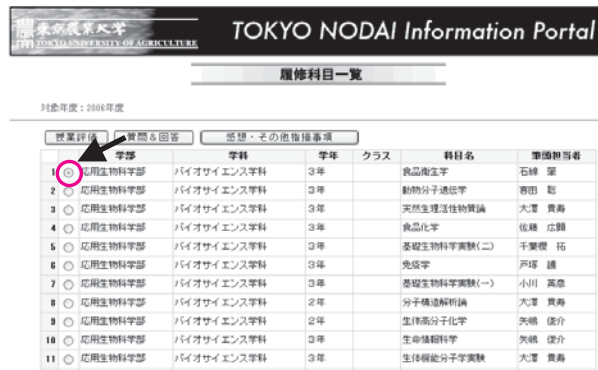 東京農業大学
TOKYO UNIVERSITY OF AGRICULTURE
TOKYO NODAI Information Portal
履修科目一覧
対象年度：2006年度
授業評価 質問＆回答 感想・その他指摘事項
学部 学科 学年 クラス 科目名 筆頭担当者
1 応用生物科学部 バイオサイエンス学科 3年 食品衛生学 石綿 肇
2 応用生物科学部 バイオサイエンス学科 3年 動物分子遺伝学 喜田 聡
3 応用生物科学部 バイオサイエンス学科 3年 天然生理活性物質論 大澤 貫寿
4 応用生物科学部 バイオサイエンス学科 3年 食品化学 佐藤 広顕
5 応用生物科学部 バイオサイエンス学科 3年 基礎生物科学実験(二) 千葉櫻 拓
6 応用生物科学部 バイオサイエンス学科 3年 免疫学 戸塚 護
7 応用生物科学部 バイオサイエンス学科 3年 基礎生物科学実験(一) 小川 英彦
8 応用生物科学部 バイオサイエンス学科 2年 分子構造解析論 大澤 貫寿
9 応用生物科学部 バイオサイエンス学科 2年 生体高分子化学 矢嶋 俊介
10 応用生物科学部 バイオサイエンス学科 3年 生命情報科学 矢嶋 俊介
11 応用生物科学部 バイオサイエンス学科 3年 生体機能分子学実験 大澤 貫寿